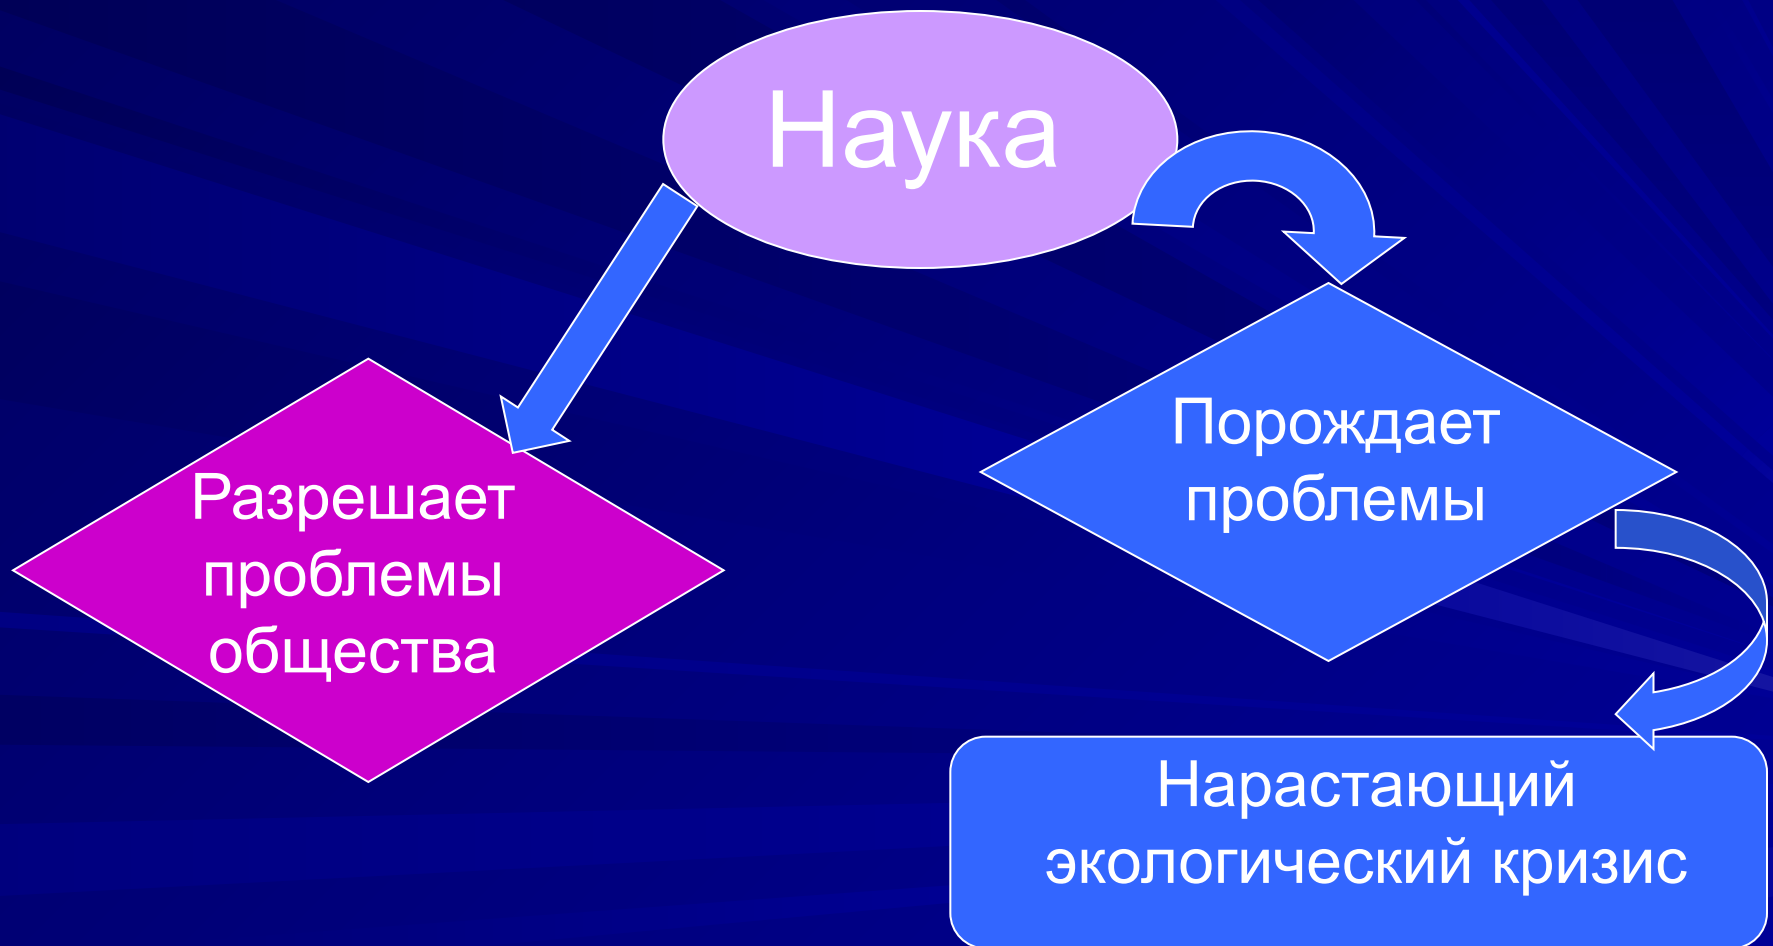 Наука
Разрешает
проблемы
общества
Порождает
проблемы
Нарастающий
экологический кризис